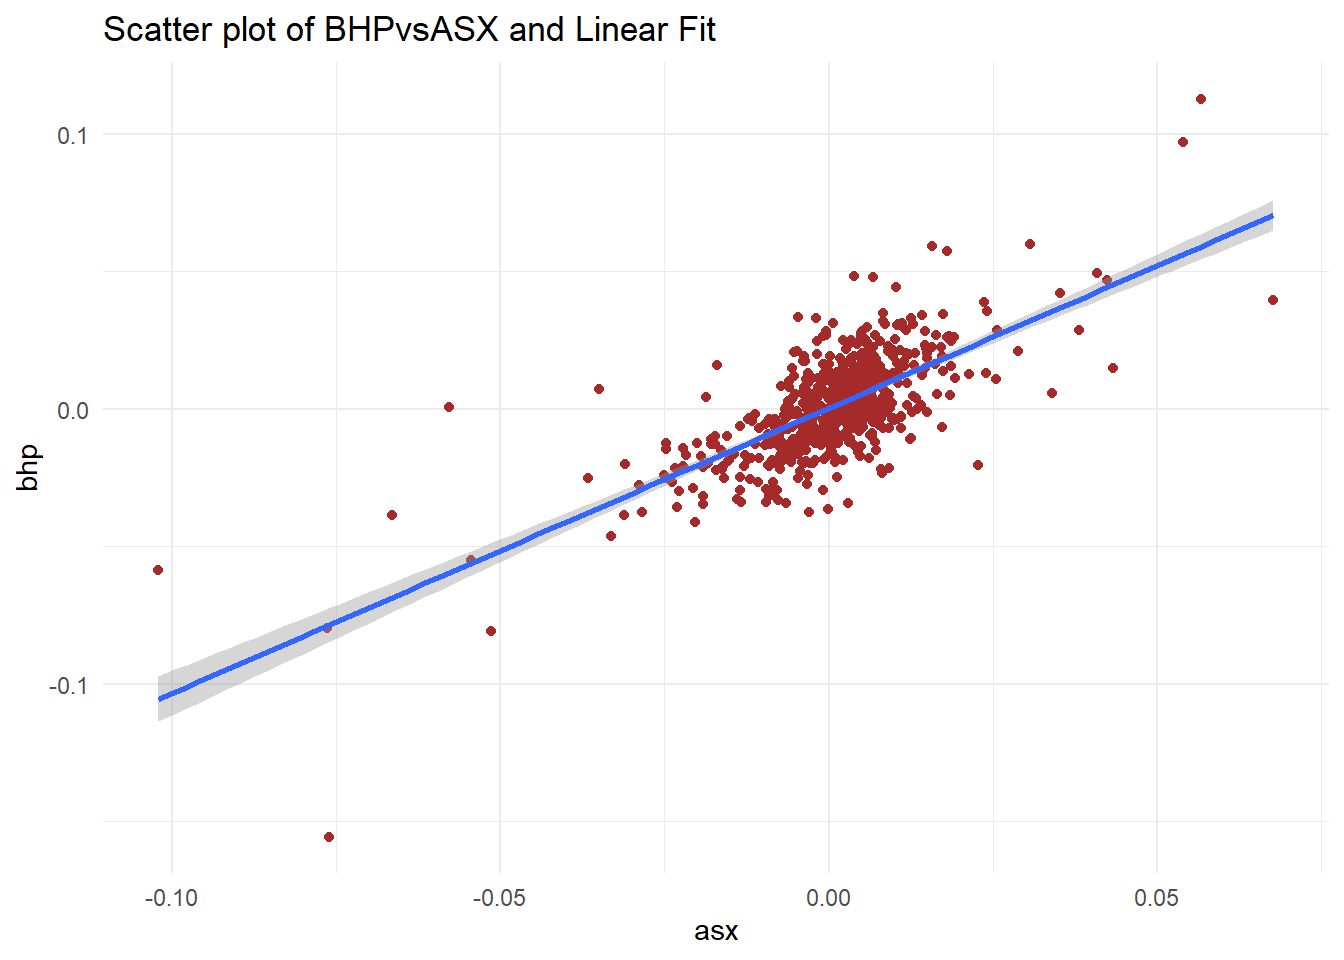 Scatter plot of BHPvsASX and Linear Fit
0.1
0.0
-0.1
bhp
-0.10
-0.05
0.00
0.05
asx